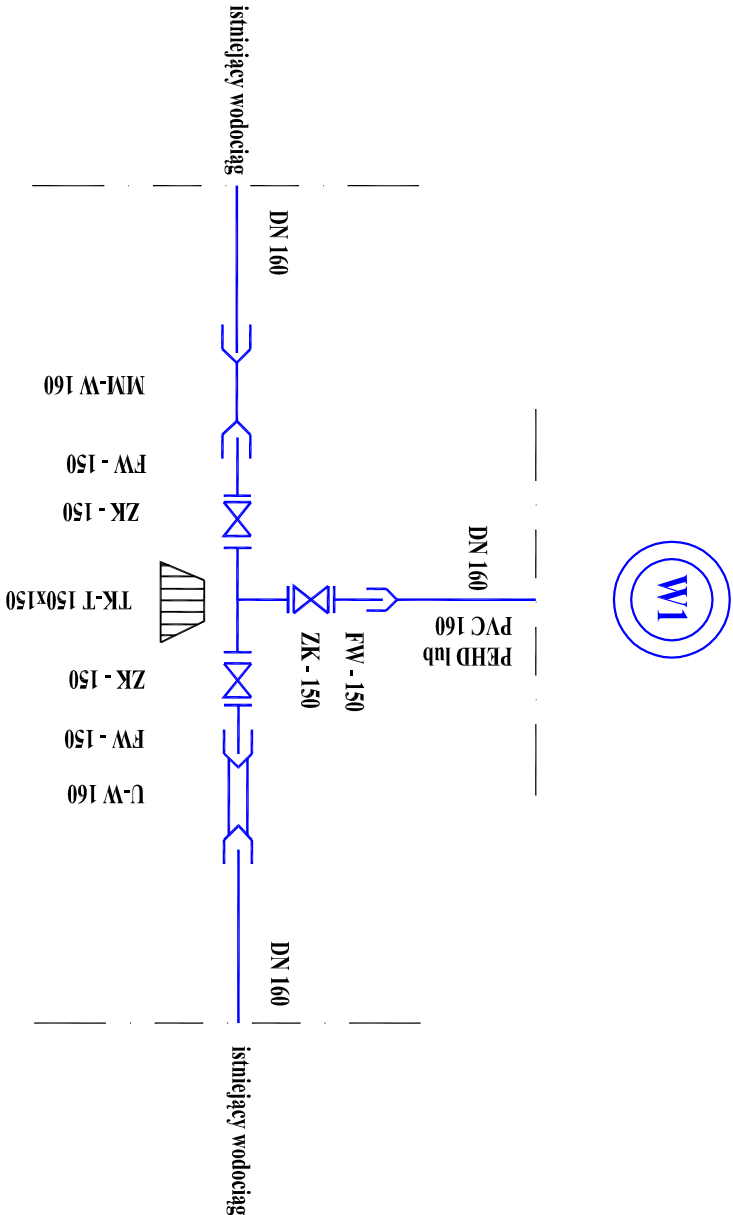 istniejący wodociąg
DN 160
MM-W 160
FW - 150
ZK - 150
TK-T 150x150
ZK - 150
FW - 150
U-W 160
ZK - 150
FW - 150
DN 160
PEHD lub
PVC 160
W1
DN 160
istniejący wodociąg